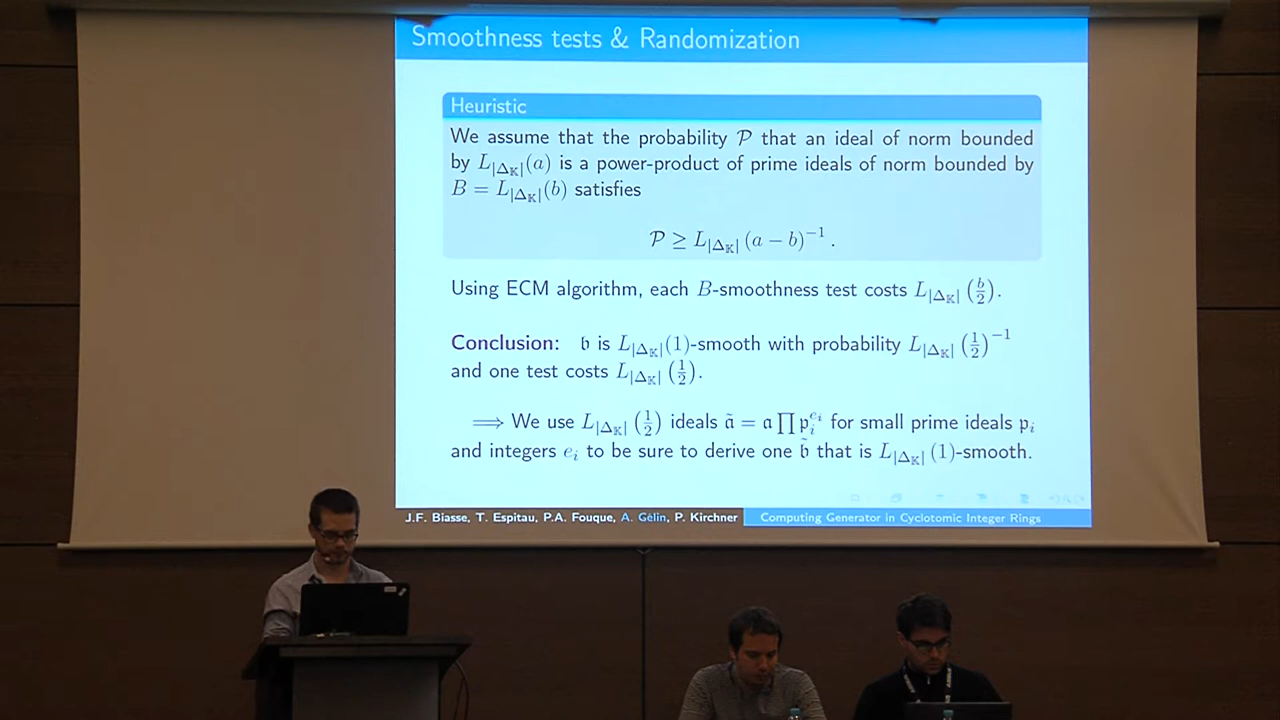 Smoothness tests & Randomization
Heuristic
We assume that the probability 𝒫 that an ideal of norm bounded
by L_{|Δ_𝕂|}(a) is a power-product of prime ideals of norm bounded by
B = L_{|Δ_𝕂|}(b) satisfies
𝒫 ≥ L_{|Δ_𝕂|} (a − b)^{−1} .
Using ECM algorithm, each B-smoothness test costs L_{|Δ_𝕂|} (b/2).
Conclusion: 𝔟 is L_{|Δ_𝕂|}(1)-smooth with probability L_{|Δ_𝕂|} (1/2)^{−1}
and one test costs L_{|Δ_𝕂|} (1/2).
⟹ We use L_{|Δ_𝕂|} (1/2) ideals 𝔞̃ = 𝔞 ∏ 𝔭_i^{e_i} for small prime ideals 𝔭_i
and integers e_i to be sure to derive one 𝔟̃ that is L_{|Δ_𝕂|} (1)-smooth.
J.F. Biasse, T. Espitau, P.A. Fouque, A. Gélin, P. Kirchner Computing Generator in Cyclotomic Integer Rings